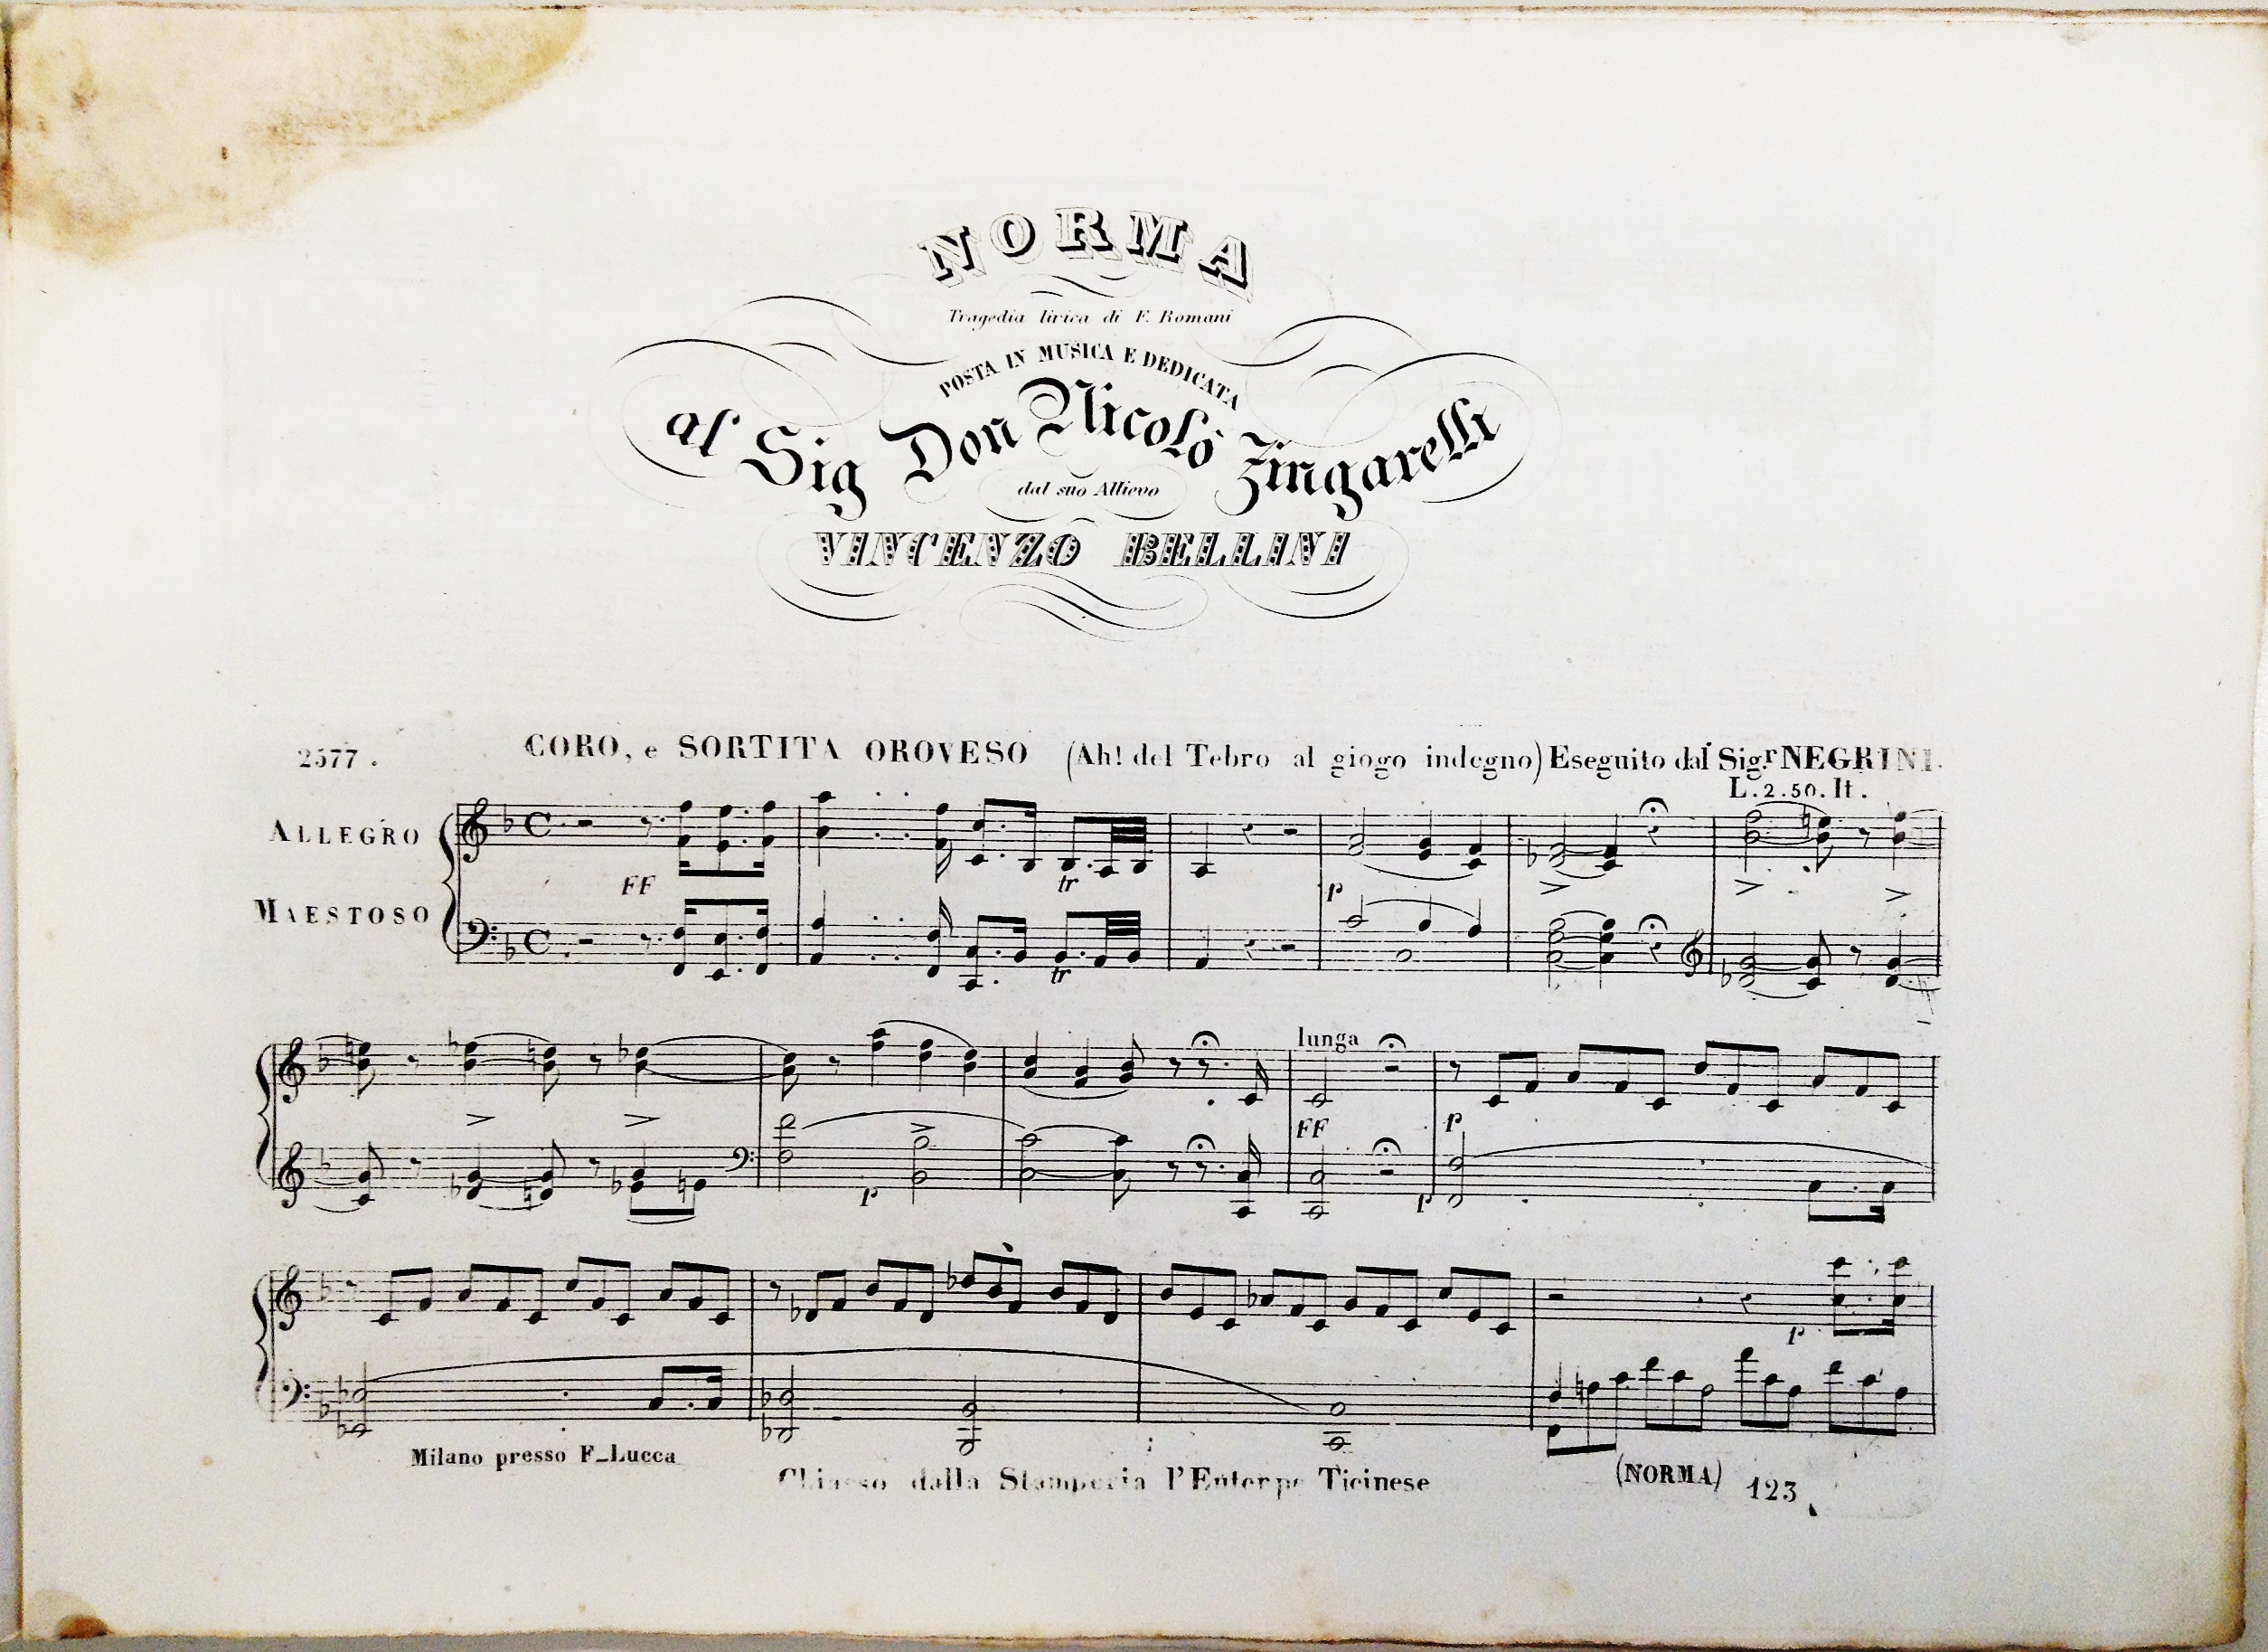 NORMA
Tragedia lirica di F. Romani
POSTA IN MUSICA E DEDICATA
al Sig Don Nicolò Zingarelli
dal suo Allievo
VINCENZO BELLINI
2577. CORO, e SORTITA OROVESO (Ah! del Tebro al giogo indegno) Eseguito dal Sig.r NEGRINI.
L. 2. 50. It.
ALLEGRO
MAESTOSO
FF
tr
tr
P
lunga
FF
P
P
P
P
Milano presso F_Lucca
Chiasso dalla Stamperia l'Euterpe Ticinese
(NORMA) 123